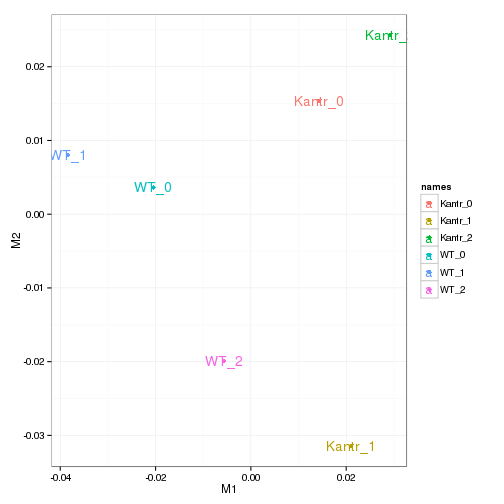 Kantr_
0.02
Kantr_0
0.01
WT_1
WT_0
0.00
M2
-0.01
-0.02
WT_2
-0.03
Kantr_1
-0.04
-0.02
0.00
0.02
M1
names
a Kantr_0
a Kantr_1
a Kantr_2
a WT_0
a WT_1
a WT_2